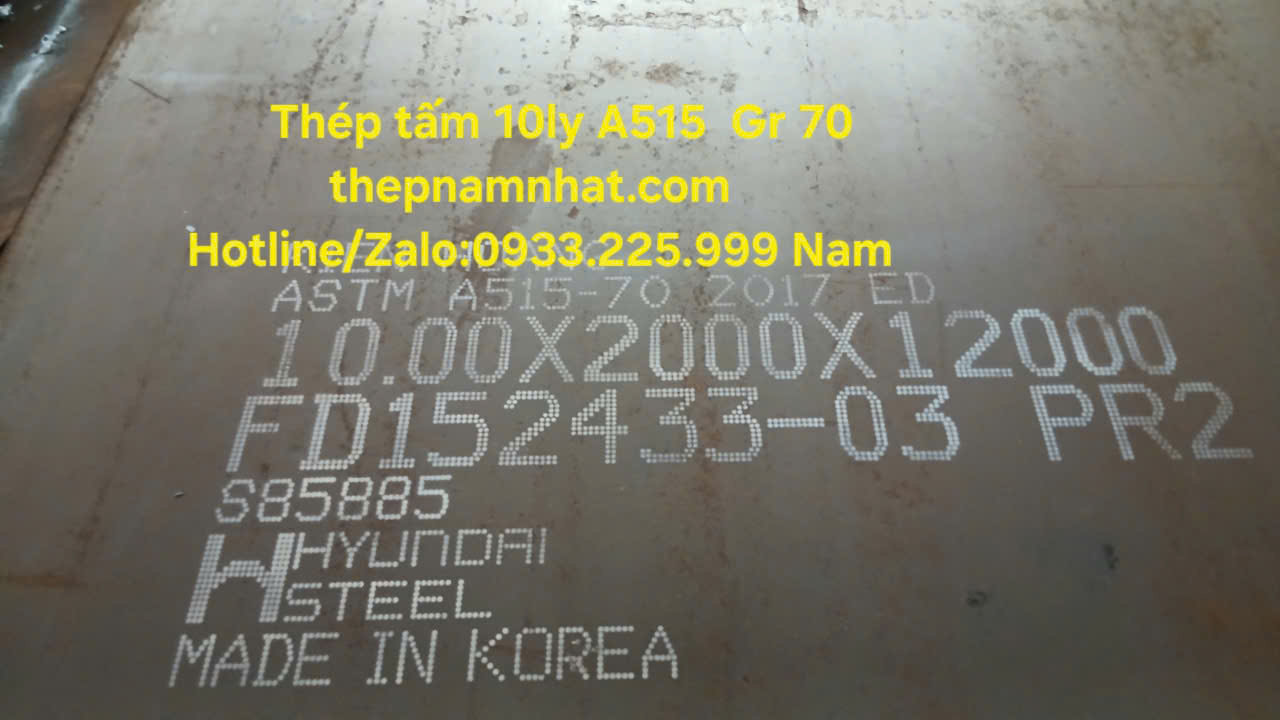 Thép tấm 10ly A515 Gr 70
thepnamnhat.com
Hotline/Zalo:0933.225.999 Nam
ASTM A515-70 2017 ED
10.00X2000X12000
FD152433-03 PR2
S85885
HYUNDAI
STEEL
MADE IN KOREA